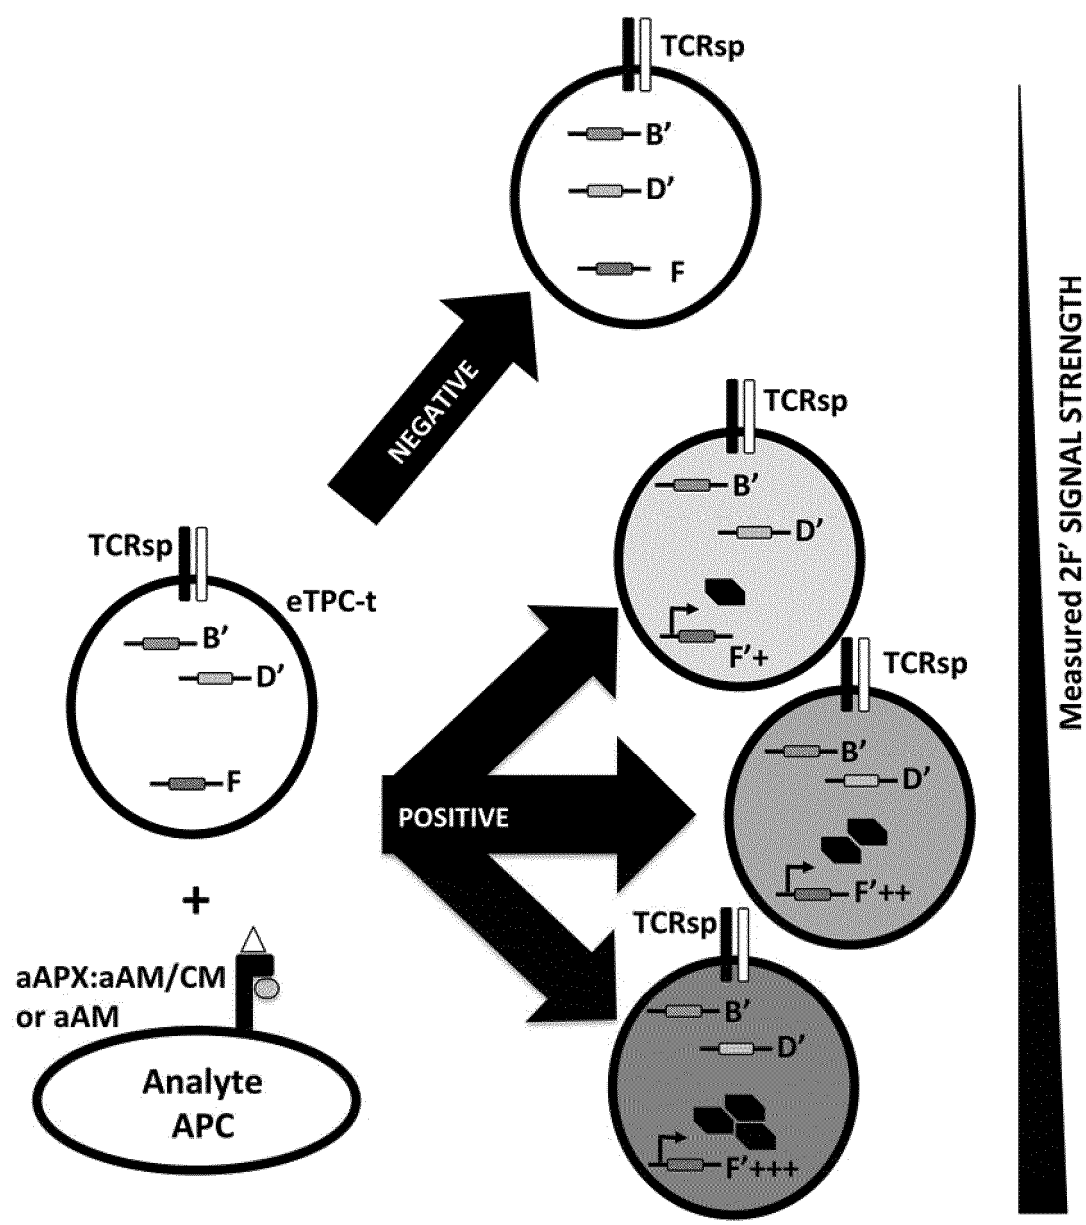 TCRsp
B’
D’
F
NEGATIVE
TCRsp
B’
D’
F’+
TCRsp
eTPC-t
B’
D’
F
TCRsp
B’
D’
F’++
POSITIVE
+
aAPX:aAM/CM
or aAM
Analyte
APC
TCRsp
B’
D’
F’+++
Measured 2F’ SIGNAL STRENGTH